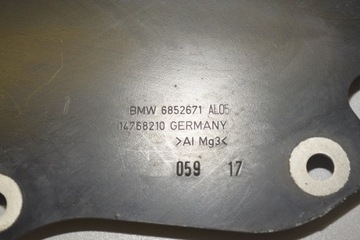 BMW 6852671 AL05
14768210 GERMANY
>Al Mg3<
059 17